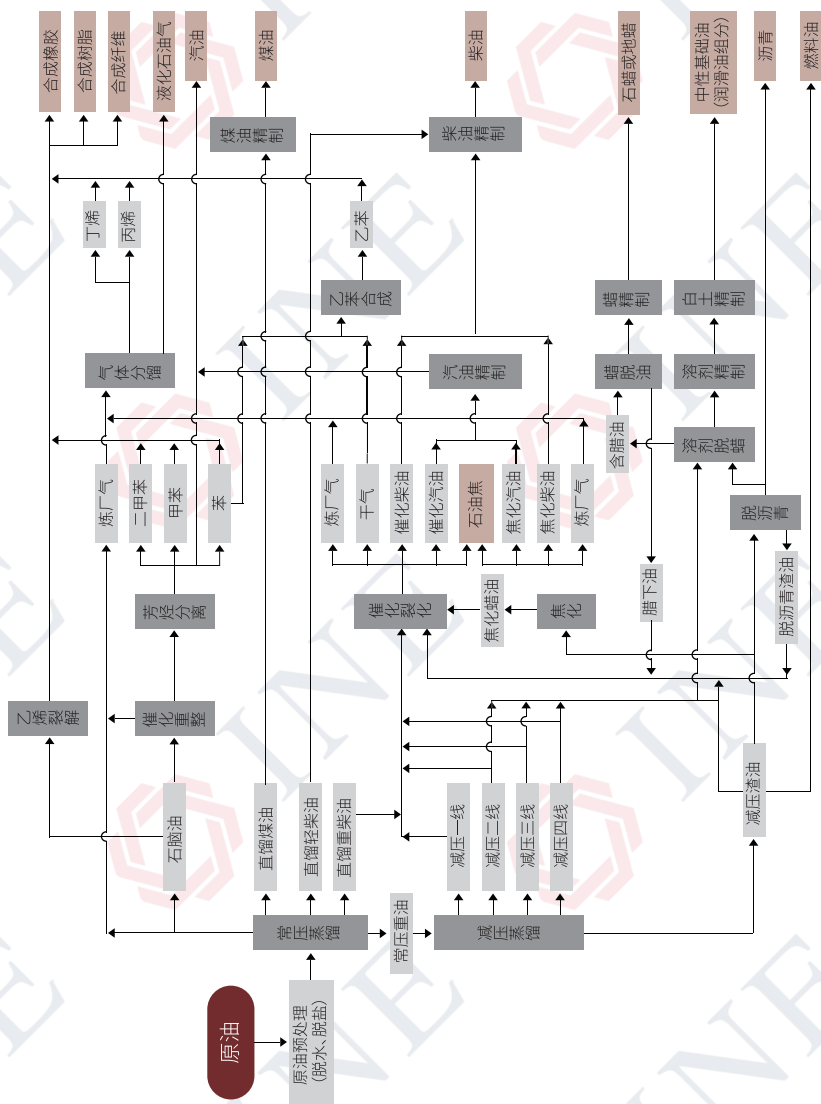 原油
原油预处理
(脱水、脱盐)
常压蒸馏
常压重油
减压蒸馏
石脑油
直馏煤油
直馏轻柴油
直馏重柴油
减压一线
减压二线
减压三线
减压四线
减压渣油
乙烯裂解
催化重整
芳烃分离
催化裂化
焦化蜡油
焦化
腊下油
脱沥青渣油
炼厂气
二甲苯
甲苯
苯
炼厂气
干气
催化柴油
催化汽油
石油焦
焦化汽油
焦化柴油
炼厂气
脱沥青
含腊油
溶剂脱蜡
气体分馏
汽油精制
蜡脱油
溶剂精制
乙苯合成
蜡精制
白土精制
丁烯
丙烯
乙苯
煤油精制
柴油精制
合成橡胶
合成树脂
合成纤维
液化石油气
汽油
煤油
柴油
石蜡或地蜡
中性基础油
(润滑油组分)
沥青
燃料油
INE
INE
INE
INE
INE
INE